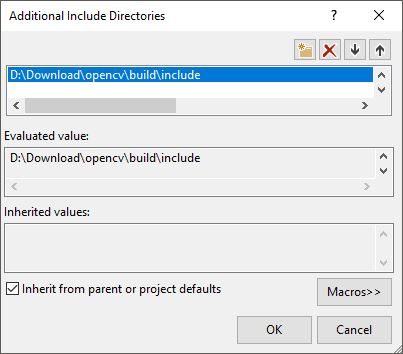 Additional Include Directories
D:\Download\opencv\build\include
Evaluated value:
D:\Download\opencv\build\include
Inherited values:
Inherit from parent or project defaults
Macros>>
OK Cancel